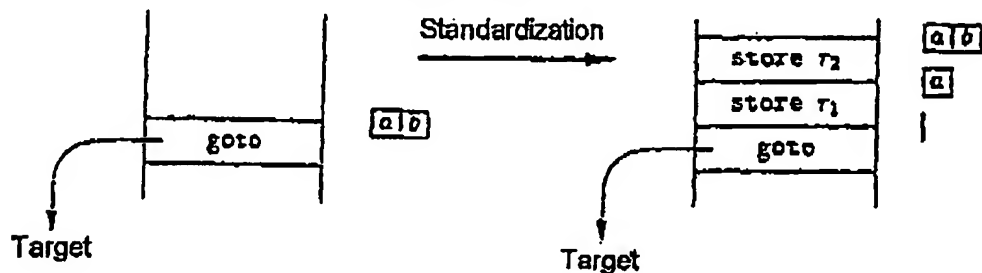 Standardization
goto
a b
Target
store r2
a b
store r1
a
goto
Target